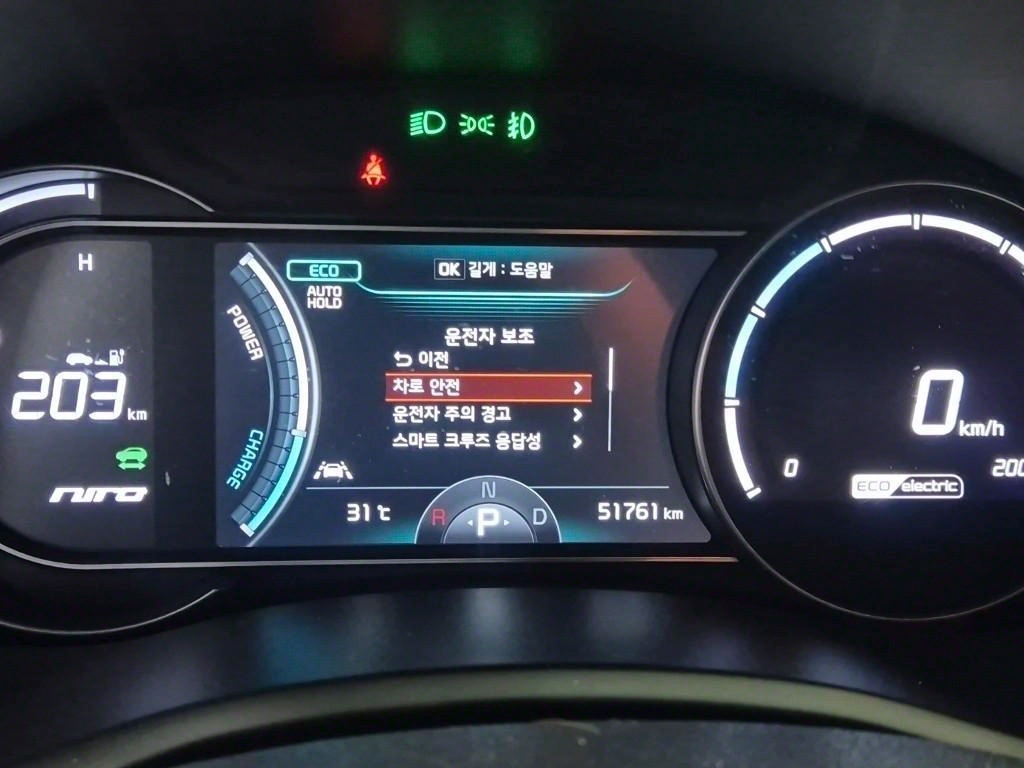 H
203 km
NIRO
POWER
CHARGE
ECO
AUTO
HOLD
OK 길게 : 도움말
운전자 보조
이전
차로 안전
운전자 주의 경고
스마트 크루즈 응답성
31℃
N
R P D
51761 km
0 km/h
0
200
ECO electric